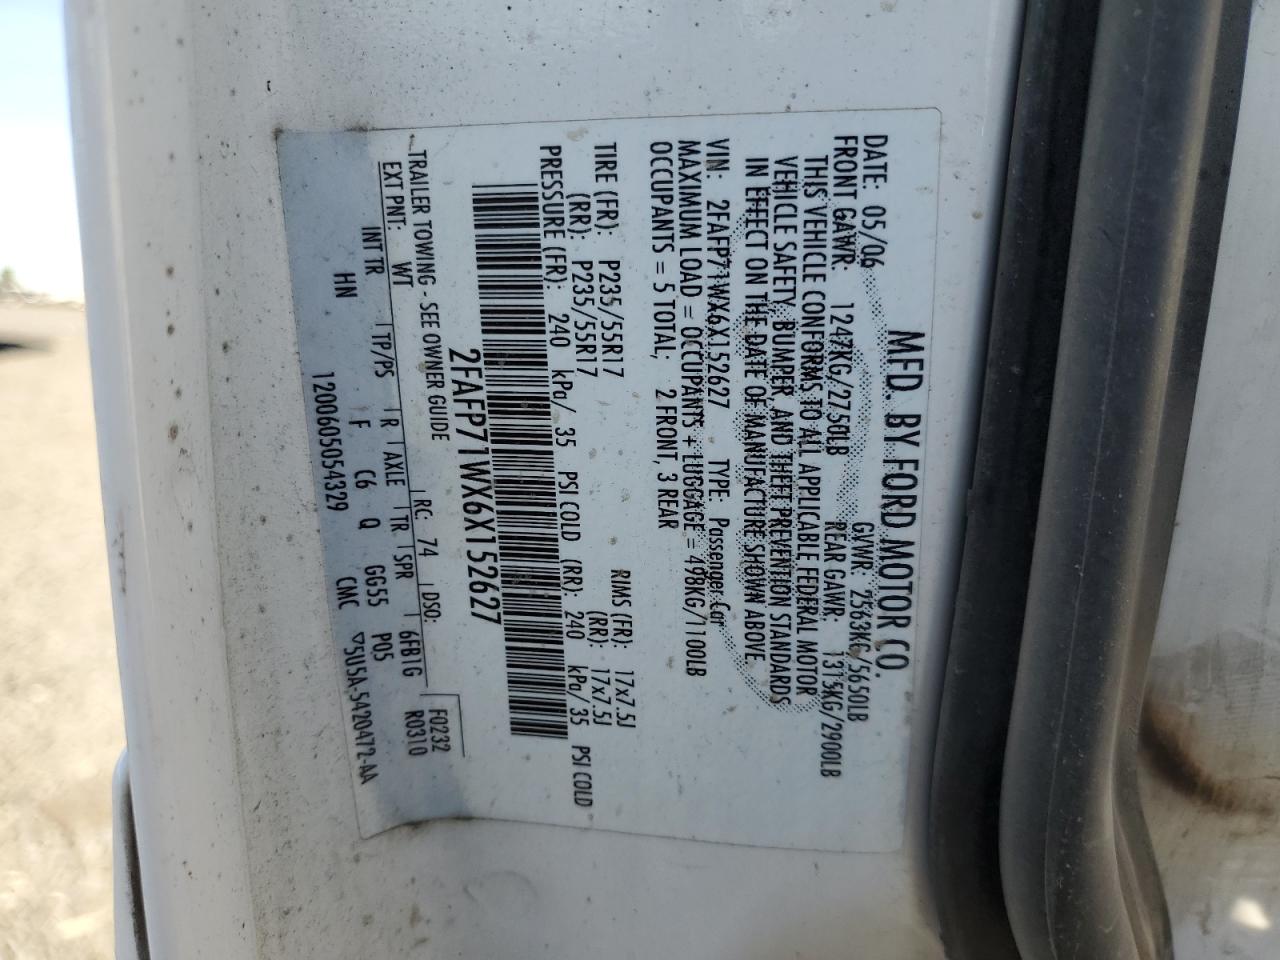 MFD. BY FORD MOTOR CO.
DATE: 05/06 GVWR: 2563KG/5650LB
FRONT GAWR: 1247KG/2750LB REAR GAWR: 1315KG/2900LB
THIS VEHICLE CONFORMS TO ALL APPLICABLE FEDERAL MOTOR
VEHICLE SAFETY, BUMPER, AND THEFT PREVENTION STANDARDS
IN EFFECT ON THE DATE OF MANUFACTURE SHOWN ABOVE.
VIN: 2FAFP71WX6X152627 TYPE: Passenger Car
MAXIMUM LOAD = OCCUPANTS + LUGGAGE = 498KG/1100LB
OCCUPANTS = 5 TOTAL; 2 FRONT, 3 REAR
TIRE (FR): P235/55R17 RIMS (FR): 17x7.5J
(RR): P235/55R17 (RR): 17x7.5J
PRESSURE (FR): 240 kPa/ 35 PSI COLD (RR): 240 kPa/ 35 PSI COLD
2FAFP71WX6X152627
TRAILER TOWING - SEE OWNER GUIDE RC: 74 DSO: F0232
EXT PNT: WT 6FB1G R0310
INT TR TP/PS R AXLE TR SPR P05
HN F C6 Q GG55
1200605054329 CMC ▽5U5A-5420472-AA